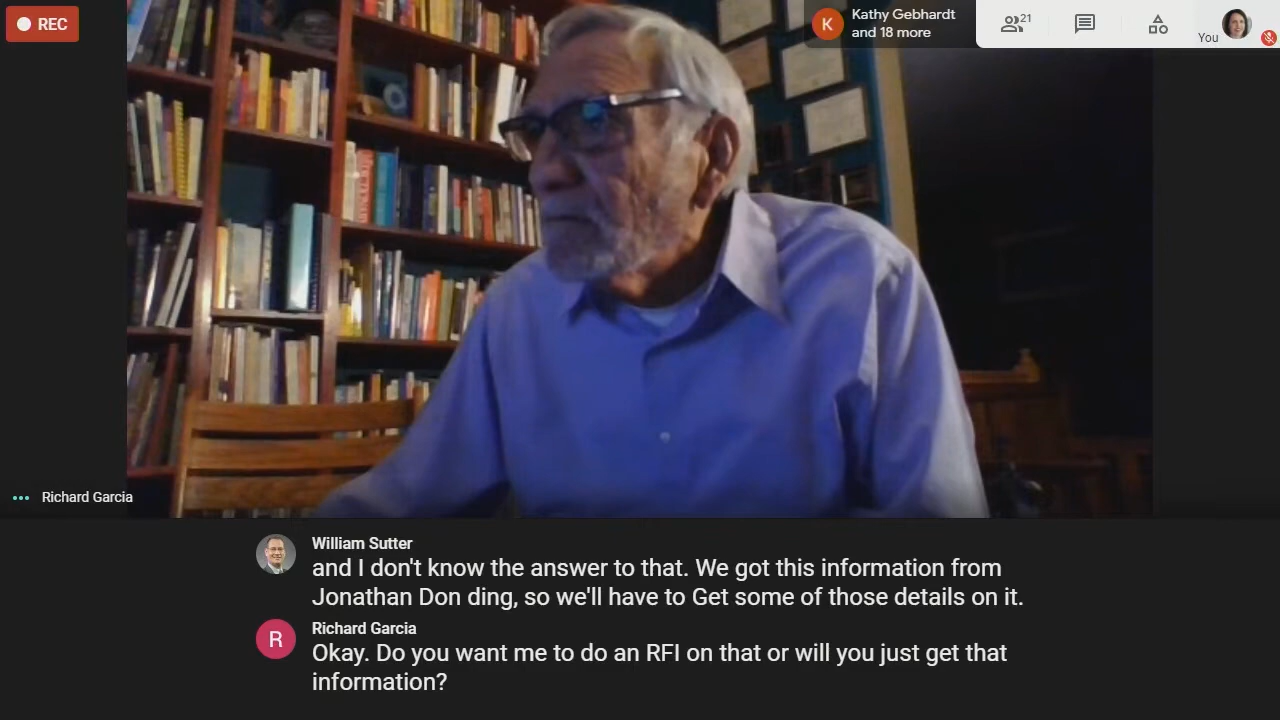 REC
Kathy Gebhardt
and 18 more
21
You
K
Richard Garcia
William Sutter
and I don't know the answer to that. We got this information from
Jonathan Don ding, so we'll have to Get some of those details on it.
R
Richard Garcia
Okay. Do you want me to do an RFI on that or will you just get that
information?